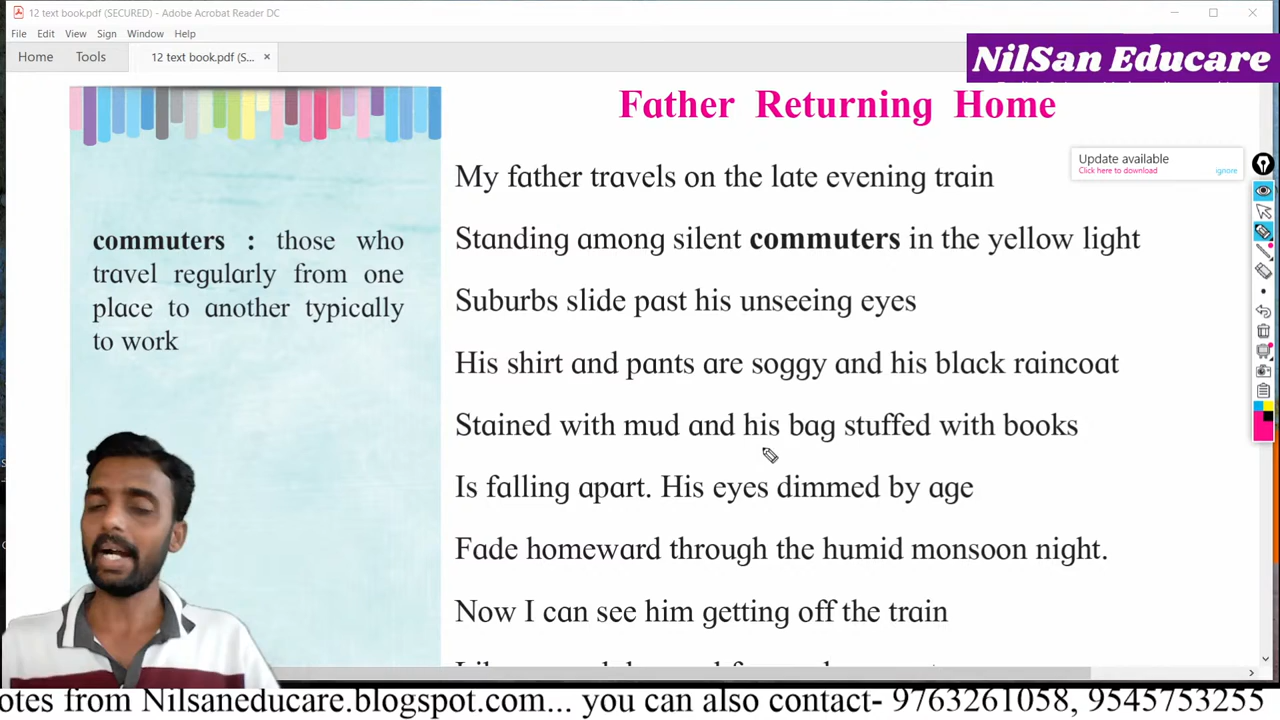 12 text book.pdf (SECURED) - Adobe Acrobat Reader DC
File Edit View Sign Window Help
Home Tools 12 text book.pdf (S... ×
NilSan Educare
Father Returning Home
Update available
Click here to download ignore
My father travels on the late evening train
Standing among silent commuters in the yellow light
Suburbs slide past his unseeing eyes
His shirt and pants are soggy and his black raincoat
Stained with mud and his bag stuffed with books
Is falling apart. His eyes dimmed by age
Fade homeward through the humid monsoon night.
Now I can see him getting off the train
commuters : those who
travel regularly from one
place to another typically
to work
otes from Nilsaneducare.blogspot.com... you can also contact- 9763261058, 9545753255